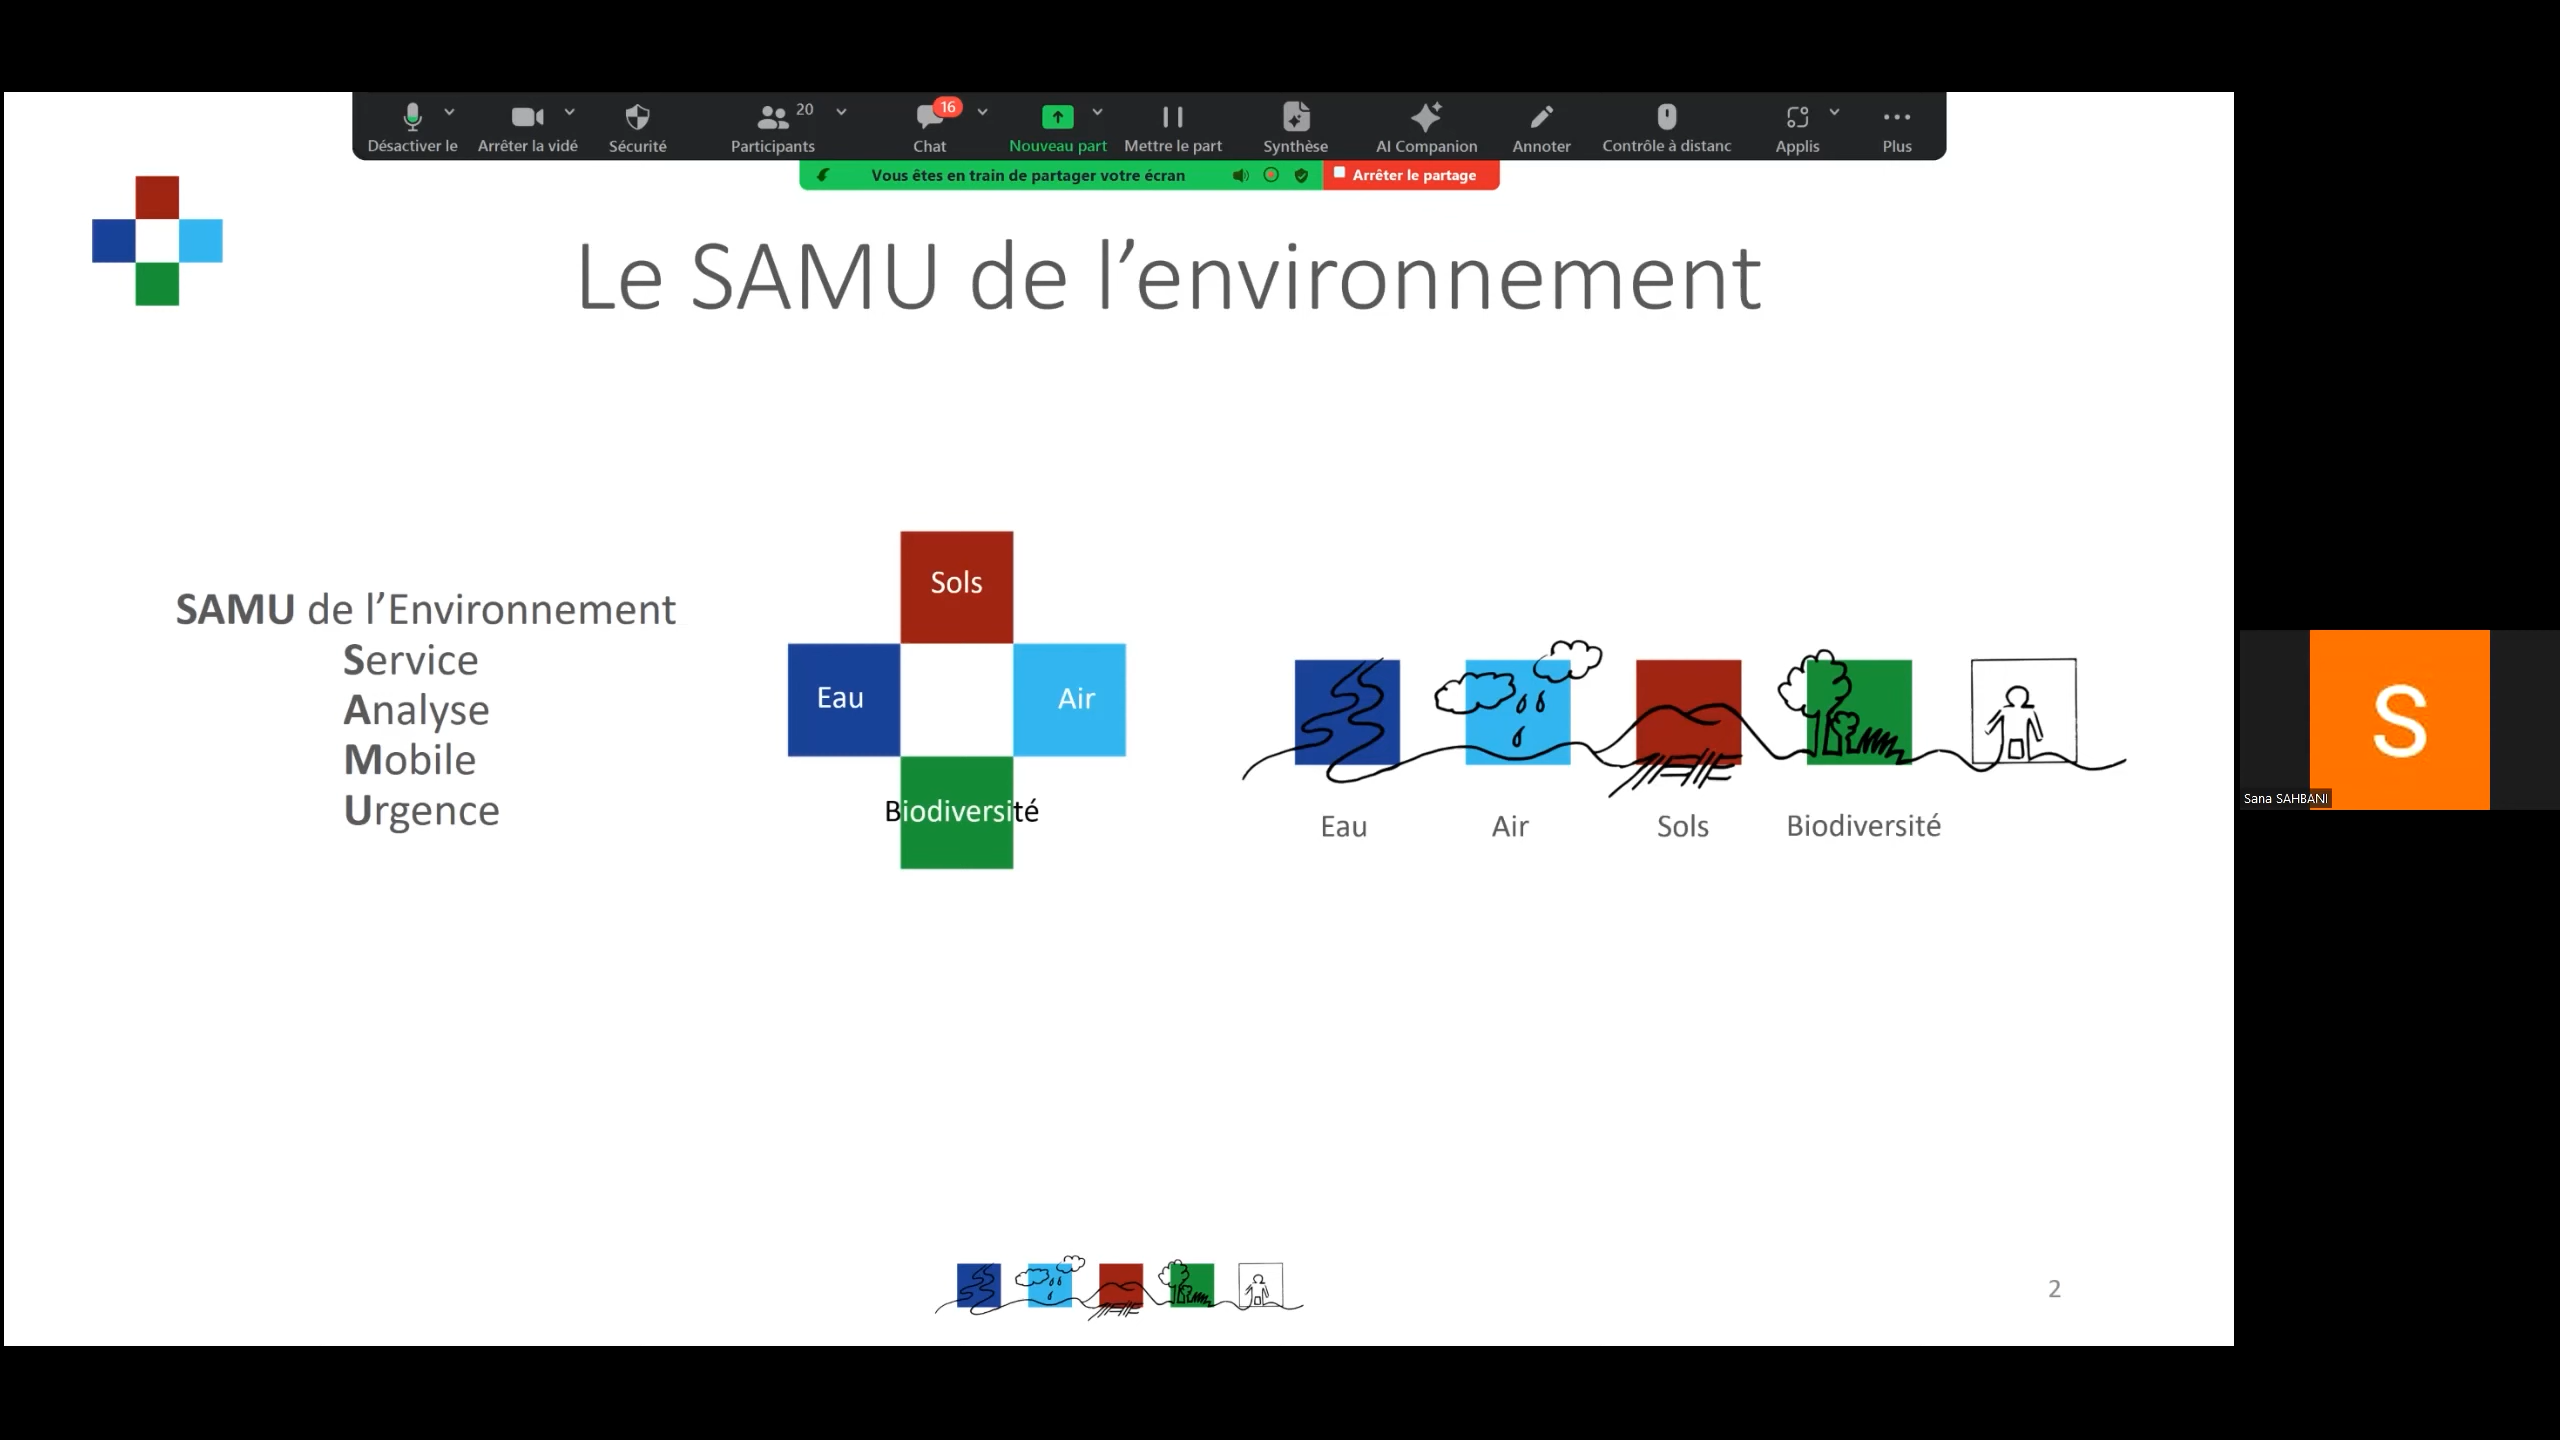 20
16
Désactiver le
Arrêter la vidé
Sécurité
Participants
Chat
Nouveau part
Mettre le part
Synthèse
AI Companion
Annoter
Contrôle à distanc
Applis
Plus
Vous êtes en train de partager votre écran
Arrêter le partage
Le SAMU de l’environnement
SAMU de l’Environnement
Service
Analyse
Mobile
Urgence
Sols
Eau
Air
Biodiversité
Eau
Air
Sols
Biodiversité
2
S
Sana SAHBANI